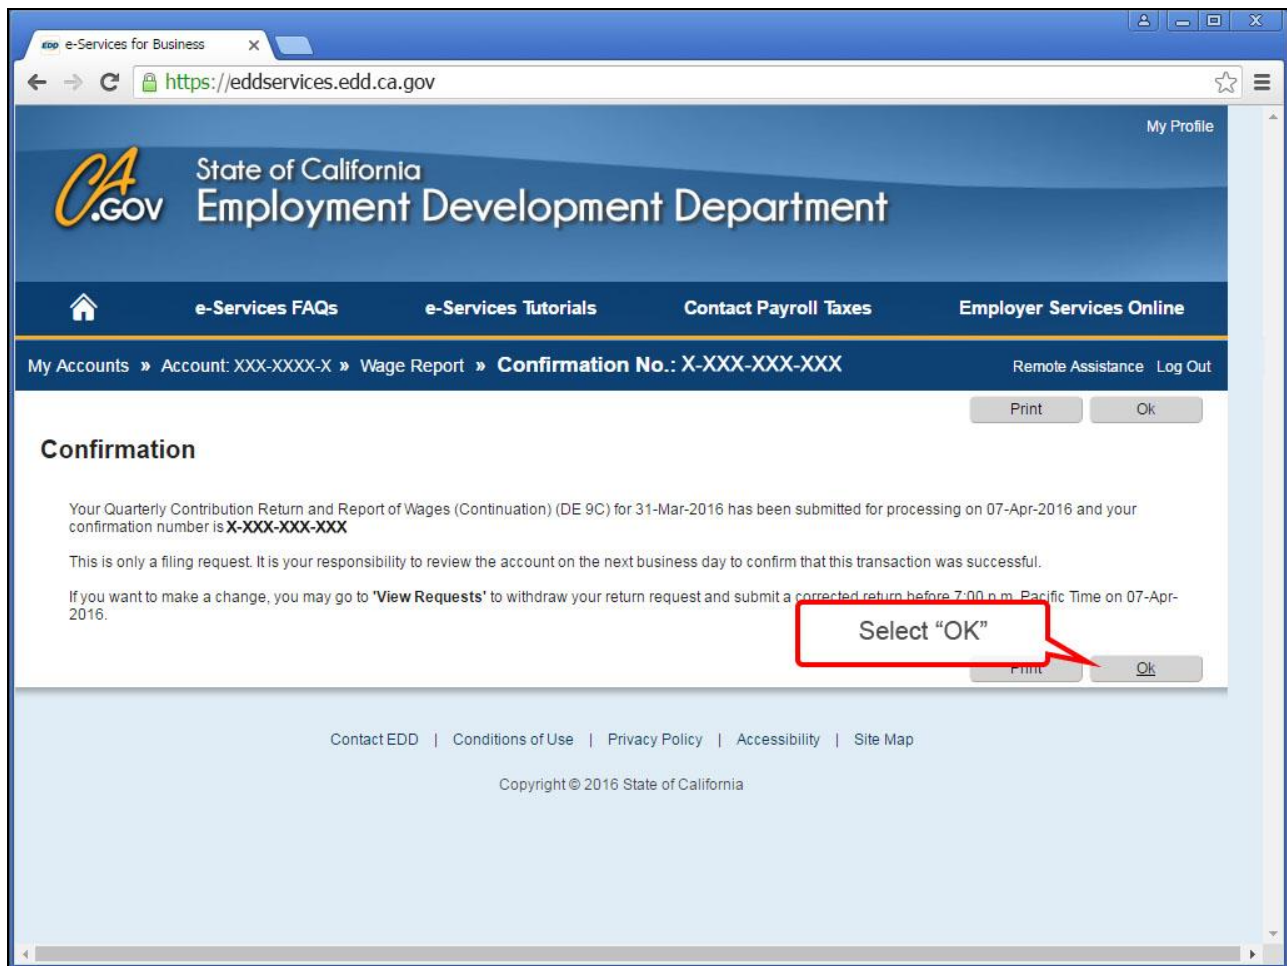 EDD e-Services for Business
https://eddservices.edd.ca.gov
My Profile
CA.GOV
State of California
Employment Development Department
e-Services FAQs e-Services Tutorials Contact Payroll Taxes Employer Services Online
My Accounts » Account: XXX-XXXX-X » Wage Report » Confirmation No.: X-XXX-XXX-XXX Remote Assistance Log Out
Print Ok
Confirmation
Your Quarterly Contribution Return and Report of Wages (Continuation) (DE 9C) for 31-Mar-2016 has been submitted for processing on 07-Apr-2016 and your
confirmation number is X-XXX-XXX-XXX
This is only a filing request. It is your responsibility to review the account on the next business day to confirm that this transaction was successful.
If you want to make a change, you may go to 'View Requests' to withdraw your return request and submit a corrected return before 7:00 p.m. Pacific Time on 07-Apr-
2016.
Select “OK”
Print Ok
Contact EDD | Conditions of Use | Privacy Policy | Accessibility | Site Map
Copyright © 2016 State of California